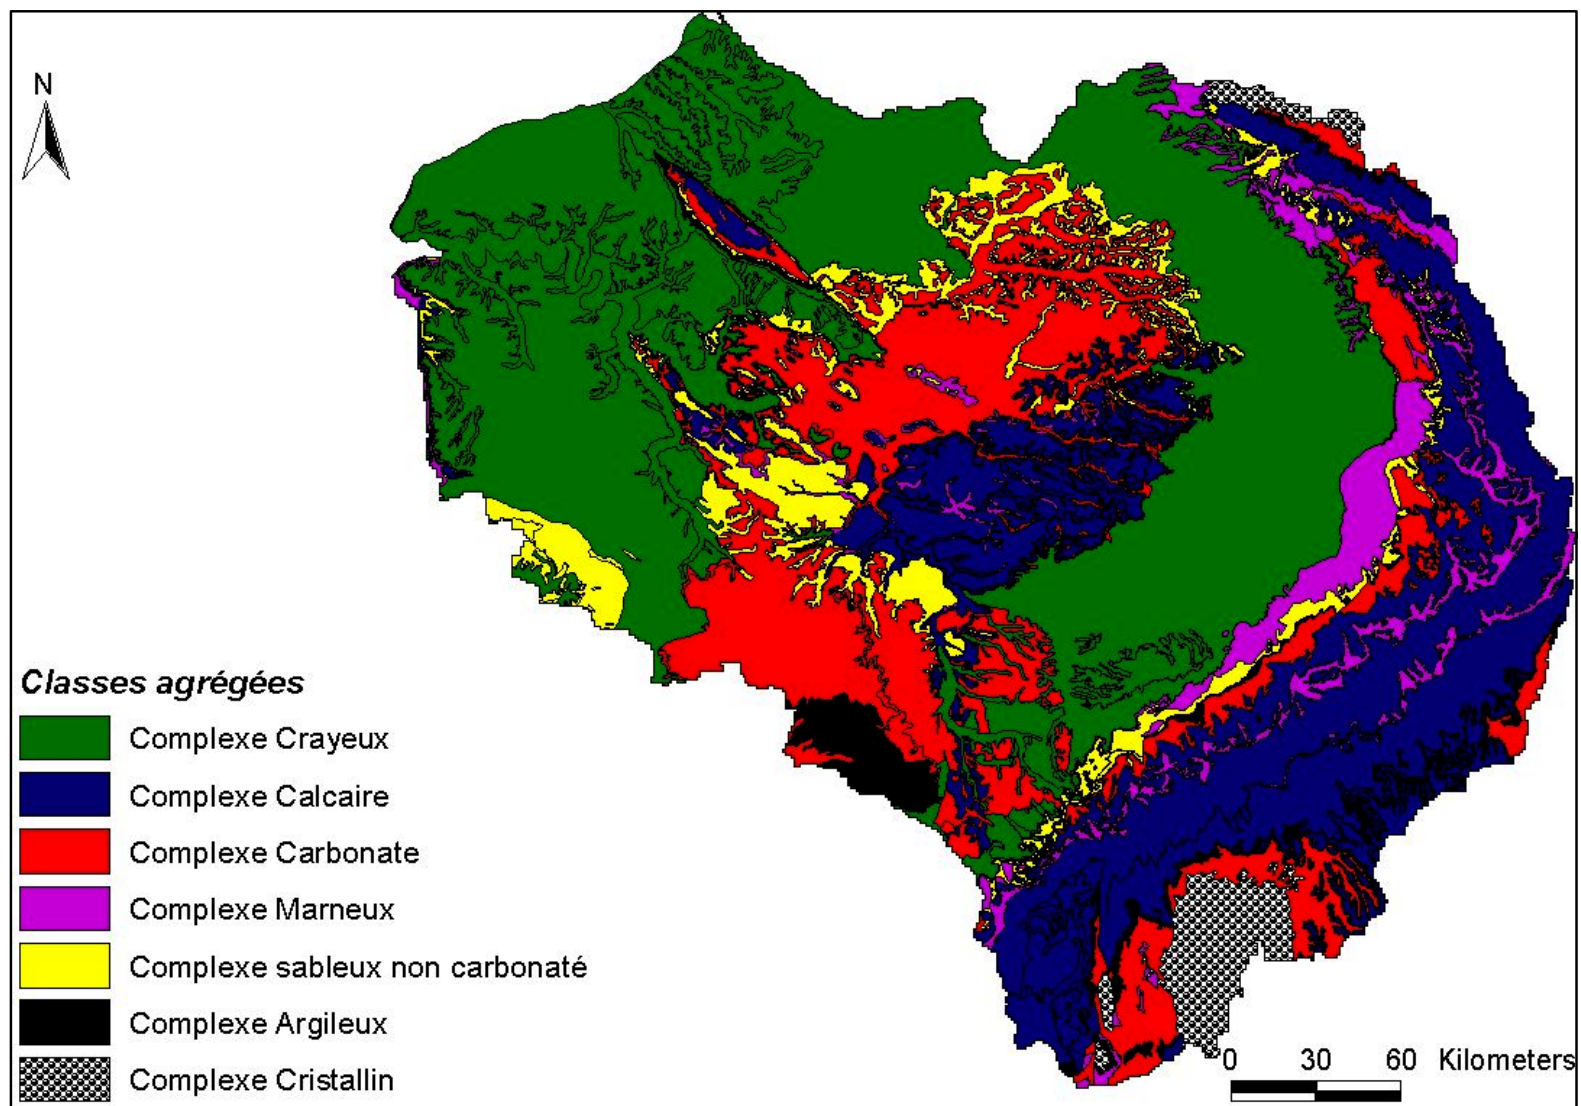 N
Classes agrégées
Complexe Crayeux
Complexe Calcaire
Complexe Carbonate
Complexe Marneux
Complexe sableux non carbonaté
Complexe Argileux
Complexe Cristallin
0 30 60 Kilometers